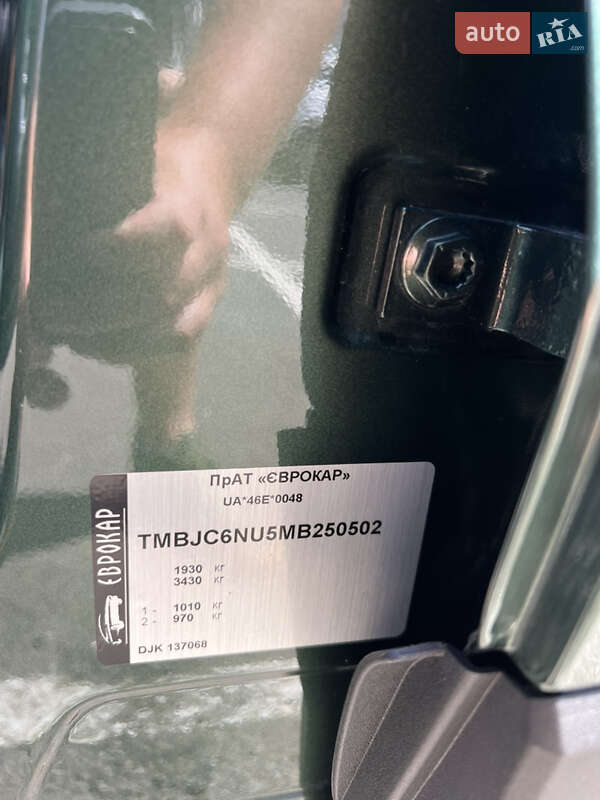 auto RIA
.com
ПрАТ «ЄВРОКАР»
UA*46E*0048
TMBJC6NU5MB250502
1930 кг
3430 кг
1 - 1010 кг
2 - 970 кг
DJK 137068
ЄВРОКАР